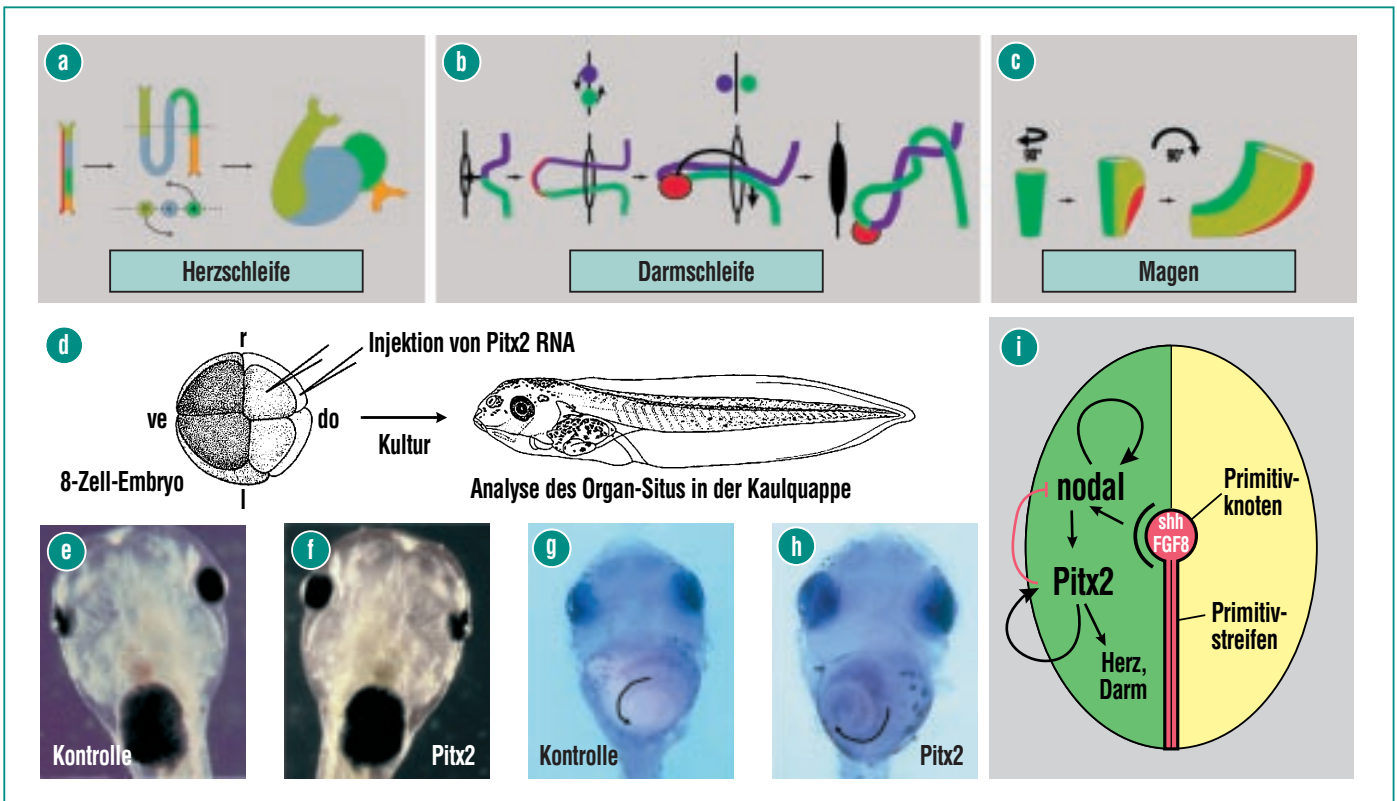 a
b
c
90°
90°
Herzschleife
Darmschleife
Magen
d
r
Injektion von Pitx2 RNA
ve
do
Kultur
8-Zell-Embryo
l
Analyse des Organ-Situs in der Kaulquappe
e
Kontrolle
f
Pitx2
g
Kontrolle
h
Pitx2
i
nodal
Primitiv-
knoten
shh
FGF8
Pitx2
Primitiv-
streifen
Herz,
Darm